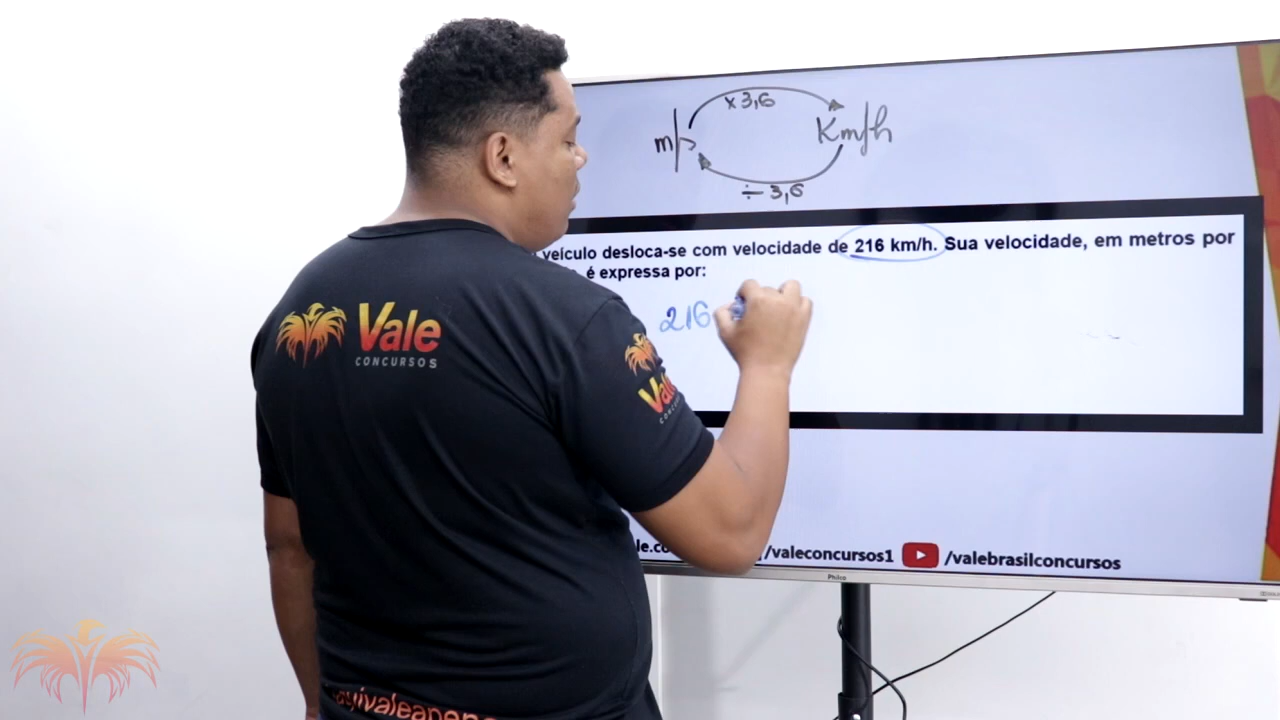 x 3,6
m/s
Km/h
÷ 3,6
veículo desloca-se com velocidade de 216 km/h. Sua velocidade, em metros por
é expressa por:
216
Vale
CONCURSOS
/valeconcursos1
/valebrasilconcursos
Philco